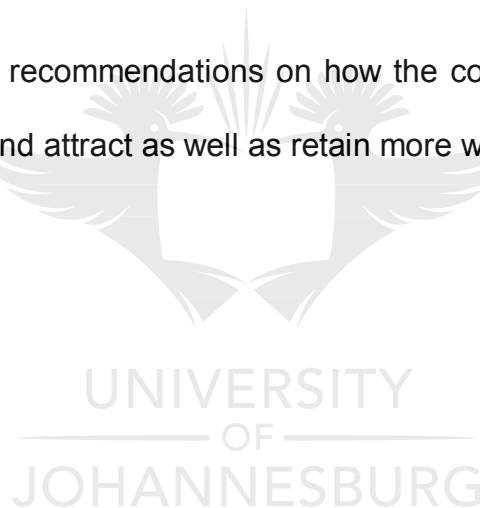 recommendations on how the co
nd attract as well as retain more w
UNIVERSITY
OF
JOHANNESBURG